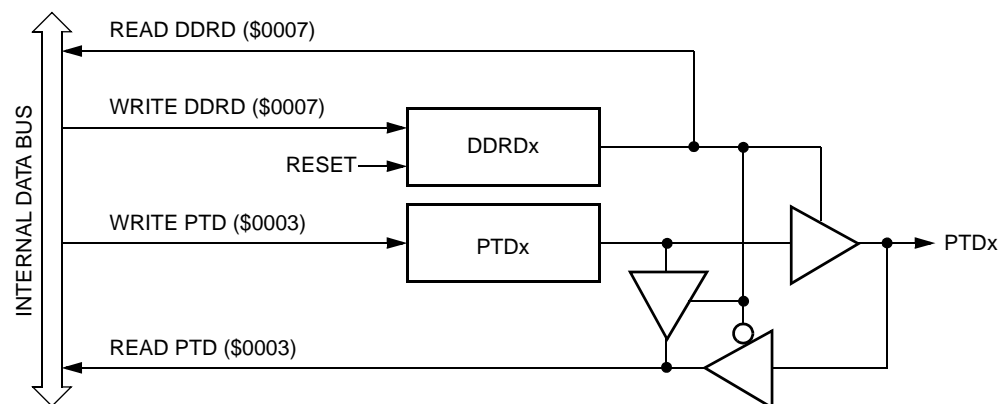 READ DDRD ($0007)
WRITE DDRD ($0007)
DDRDx
RESET
INTERNAL DATA BUS
WRITE PTD ($0003)
PTDx
PTDx
READ PTD ($0003)